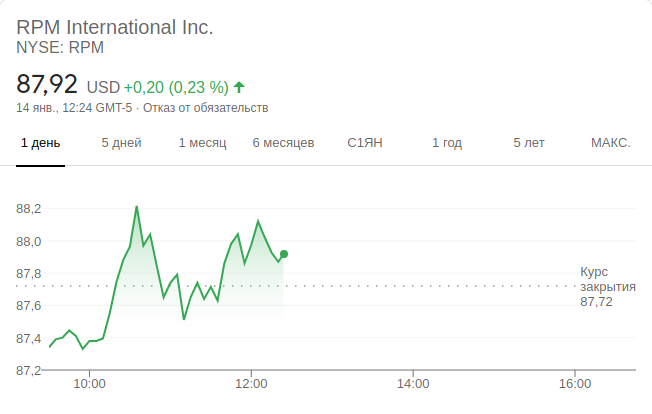 RPM International Inc.
NYSE: RPM
87,92 USD +0,20 (0,23 %)
14 янв., 12:24 GMT-5 · Отказ от обязательств
1 день 5 дней 1 месяц 6 месяцев С1ЯН 1 год 5 лет МАКС.
88,2
88,0
87,8
87,6
87,4
87,2
Курс
закрытия
87,72
10:00 12:00 14:00 16:00